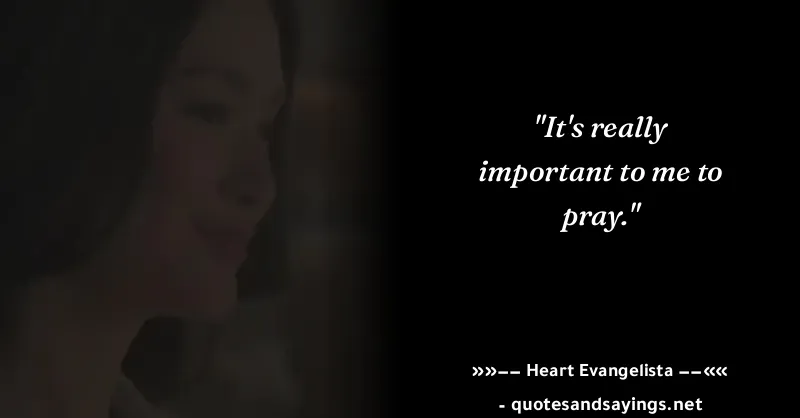 "It's really
important to me to
pray."
»»−− Heart Evangelista −−««
- quotesandsayings.net